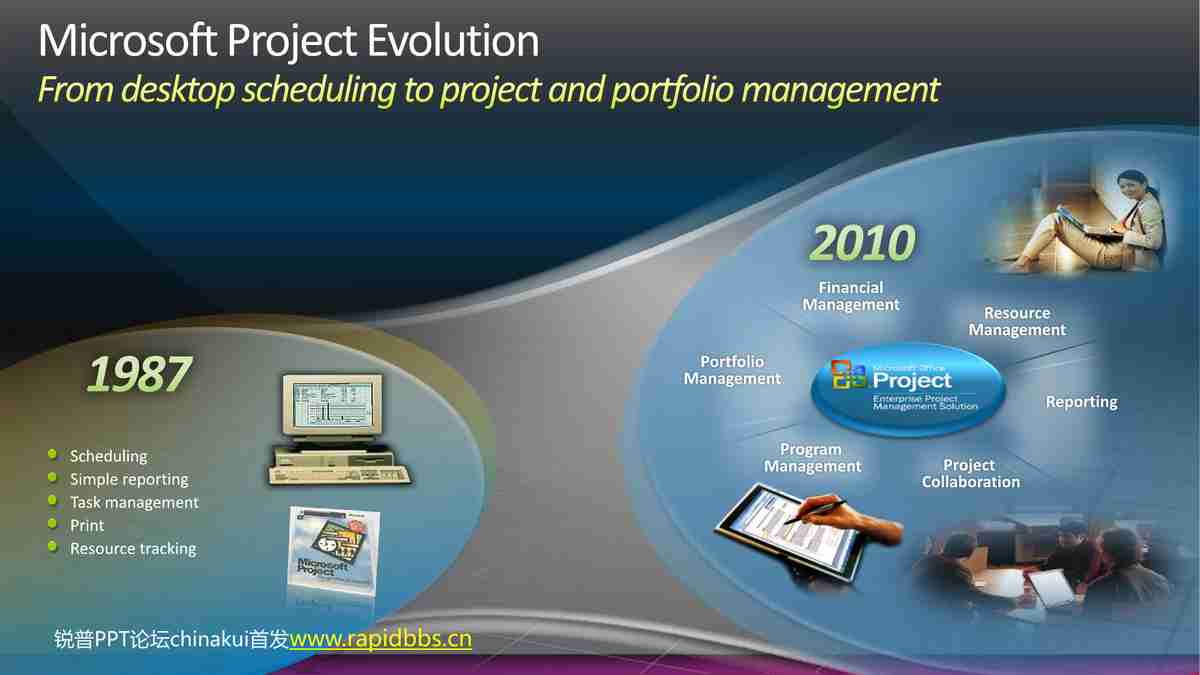 Microsoft Project Evolution
From desktop scheduling to project and portfolio management
2010
Financial
Management
Resource
Management
Portfolio
Management
Microsoft Office
Project
Enterprise Project
Management Solution
Reporting
Program
Management
Project
Collaboration
1987
Scheduling
Simple reporting
Task management
Print
Resource tracking
Microsoft
Project
锐普PPT论坛chinakui首发www.rapidbbs.cn